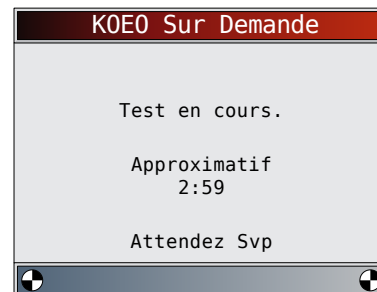 KOEO Sur Demande
Test en cours.
Approximatif
2:59
Attendez Svp